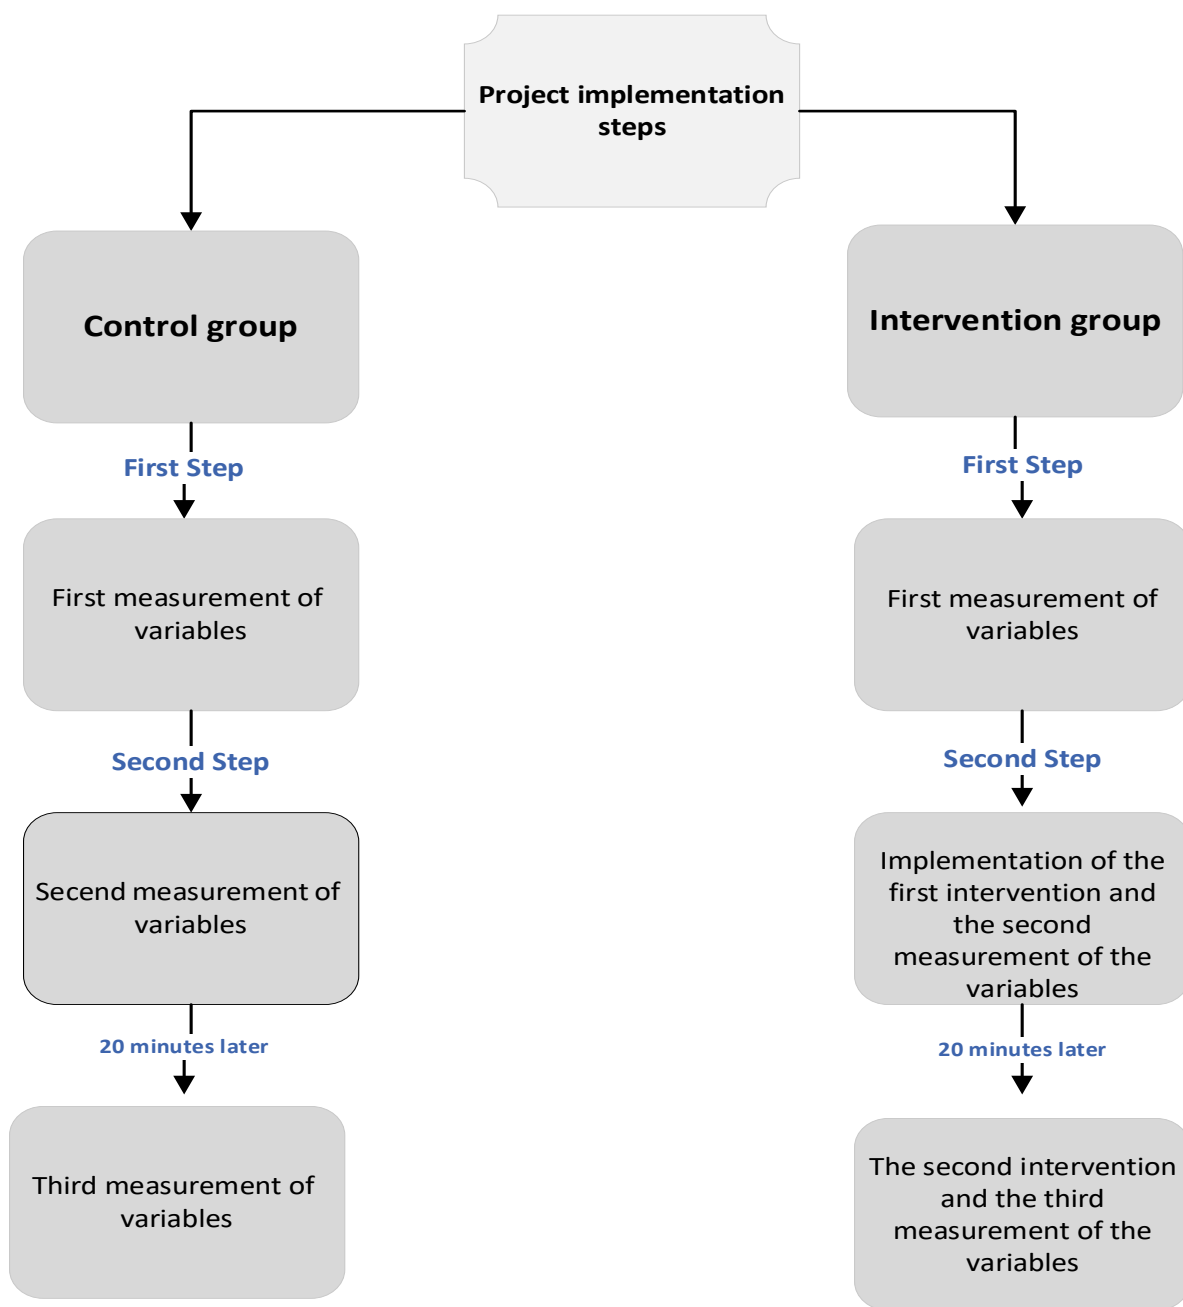 Project implementation
steps
Control group
First Step
First measurement of
variables
Second Step
Secend measurement of
variables
20 minutes later
Third measurement of
variables
Intervention group
First Step
First measurement of
variables
Second Step
Implementation of the
first intervention and
the second
measurement of the
variables
20 minutes later
The second intervention
and the third
measurement of the
variables